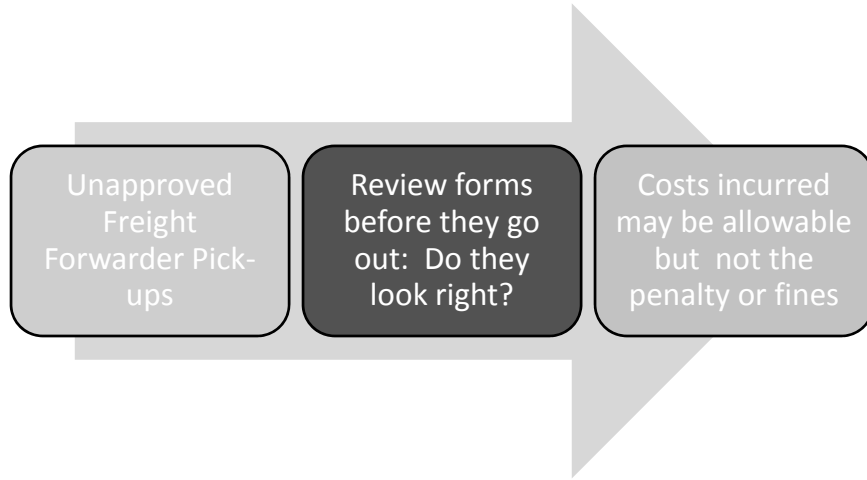 Unapproved
Freight
Forwarder Pick-
ups
Review forms
before they go
out:  Do they
look right?
Costs incurred
may be allowable
but  not the
penalty or fines